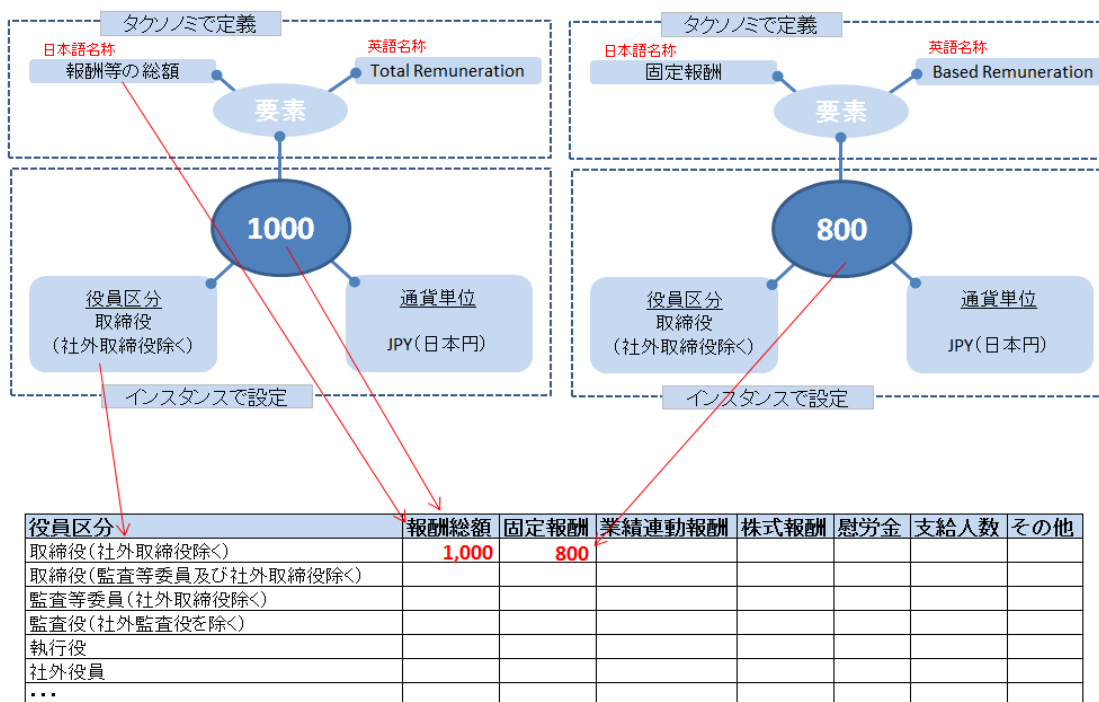 タクソノミで定義
日本語名称
英語名称
報酬等の総額
Total Remuneration
要素
1000
役員区分
取締役
(社外取締役除く)
通貨単位
JPY(日本円)
インスタンスで設定
タクソノミで定義
日本語名称
英語名称
固定報酬
Based Remuneration
要素
800
役員区分
取締役
(社外取締役除く)
通貨単位
JPY(日本円)
インスタンスで設定
役員区分 報酬総額 固定報酬 業績連動報酬 株式報酬 慰労金 支給人数 その他
取締役(社外取締役除く) 1,000 800
取締役(監査等委員及び社外取締役除く)
監査等委員(社外取締役除く)
監査役(社外監査役を除く)
執行役
社外役員
・・・